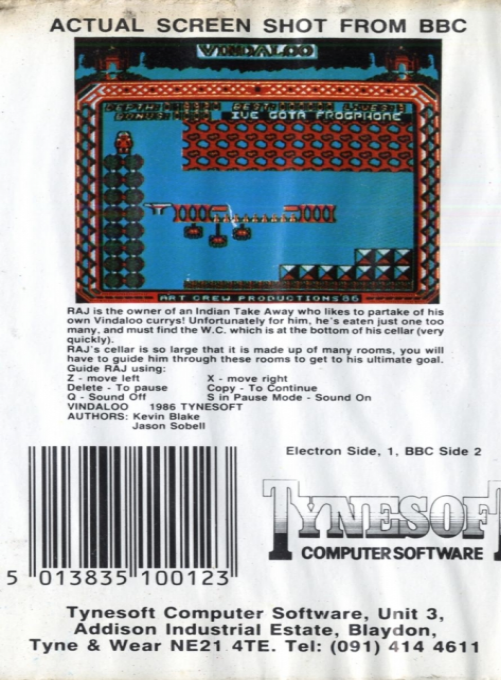 ACTUAL SCREEN SHOT FROM BBC
VINDALOO
DEPTH BEST LIVES
BONUS IVE GOTA FROGPHONE
ART CREW PRODUCTIONS 86
RAJ is the owner of an Indian Take Away who likes to partake of his
own Vindaloo currys! Unfortunately for him, he's eaten just one too
many, and must find the W.C. which is at the bottom of his cellar (very
quickly).
RAJ's cellar is so large that it is made up of many rooms, you will
have to guide him through these rooms to get to his ultimate goal.
Guide RAJ using:
Z - move left X - move right
Delete - To pause Copy - To Continue
Q - Sound Off S in Pause Mode - Sound On
VINDALOO 1986 TYNESOFT
AUTHORS: Kevin Blake
Jason Sobell
Electron Side, 1, BBC Side 2
TYNESOFT
COMPUTER SOFTWARE
5 013835 100123
Tynesoft Computer Software, Unit 3,
Addison Industrial Estate, Blaydon,
Tyne & Wear NE21 4TE. Tel: (091) 414 4611